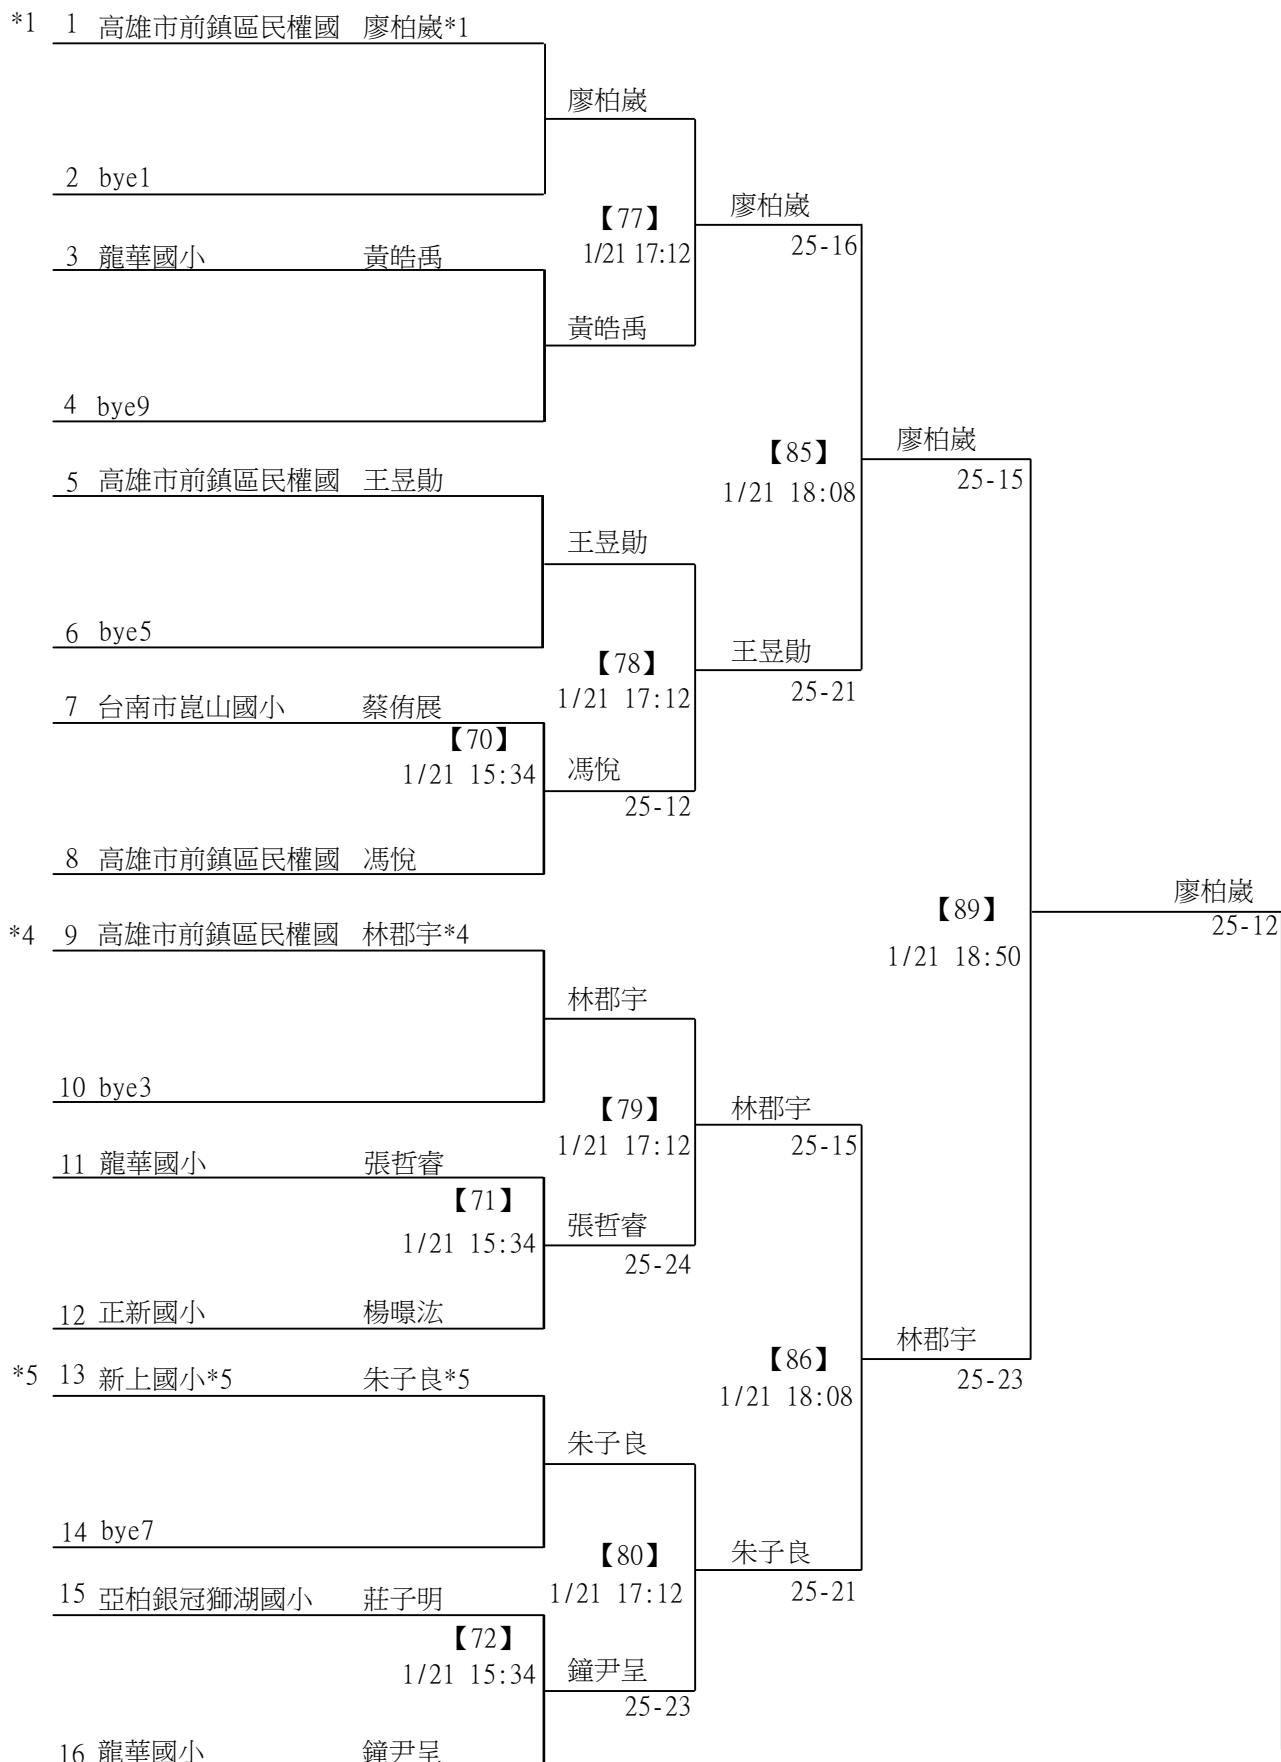 *1 1 高雄市前鎮區民權國 廖柏崴*1
廖柏崴
2 bye1
廖柏崴
【77】
25-16
1/21 17:12
3 龍華國小 黃皓禹
黃皓禹
4 bye9
廖柏崴
【85】
25-15
1/21 18:08
5 高雄市前鎮區民權國 王昱勛
王昱勛
6 bye5
王昱勛
【78】
25-21
1/21 17:12
7 台南市崑山國小 蔡侑展
【70】
1/21 15:34
馮悅
25-12
8 高雄市前鎮區民權國 馮悅
廖柏崴
【89】
25-12
1/21 18:50
*4 9 高雄市前鎮區民權國 林郡宇*4
林郡宇
10 bye3
林郡宇
【79】
25-15
1/21 17:12
11 龍華國小 張哲睿
【71】
1/21 15:34
張哲睿
25-24
12 正新國小 楊暻汯
林郡宇
【86】
25-23
1/21 18:08
*5 13 新上國小*5 朱子良*5
朱子良
14 bye7
朱子良
【80】
25-21
1/21 17:12
15 亞柏銀冠獅湖國小 莊子明
【72】
1/21 15:34
鐘尹呈
25-23
16 龍華國小 鐘尹呈